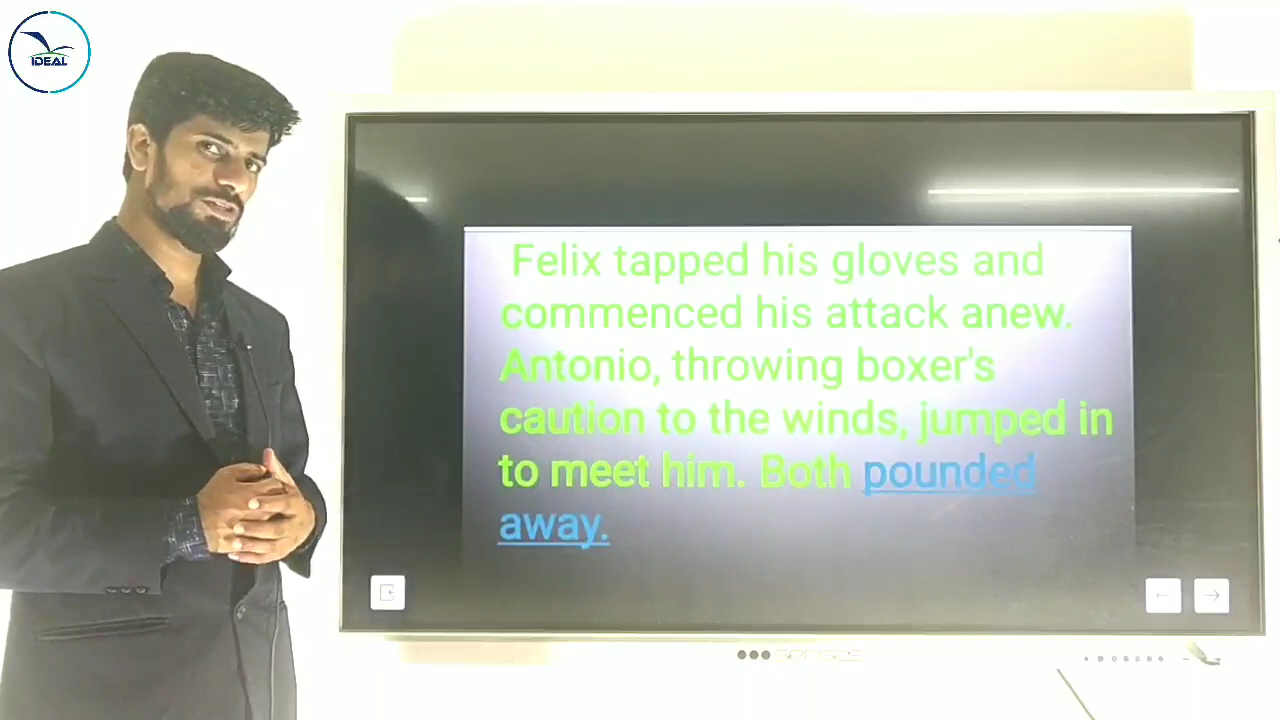 IDEAL
Felix tapped his gloves and
commenced his attack anew.
Antonio, throwing boxer's
caution to the winds, jumped in
to meet him. Both pounded
away.